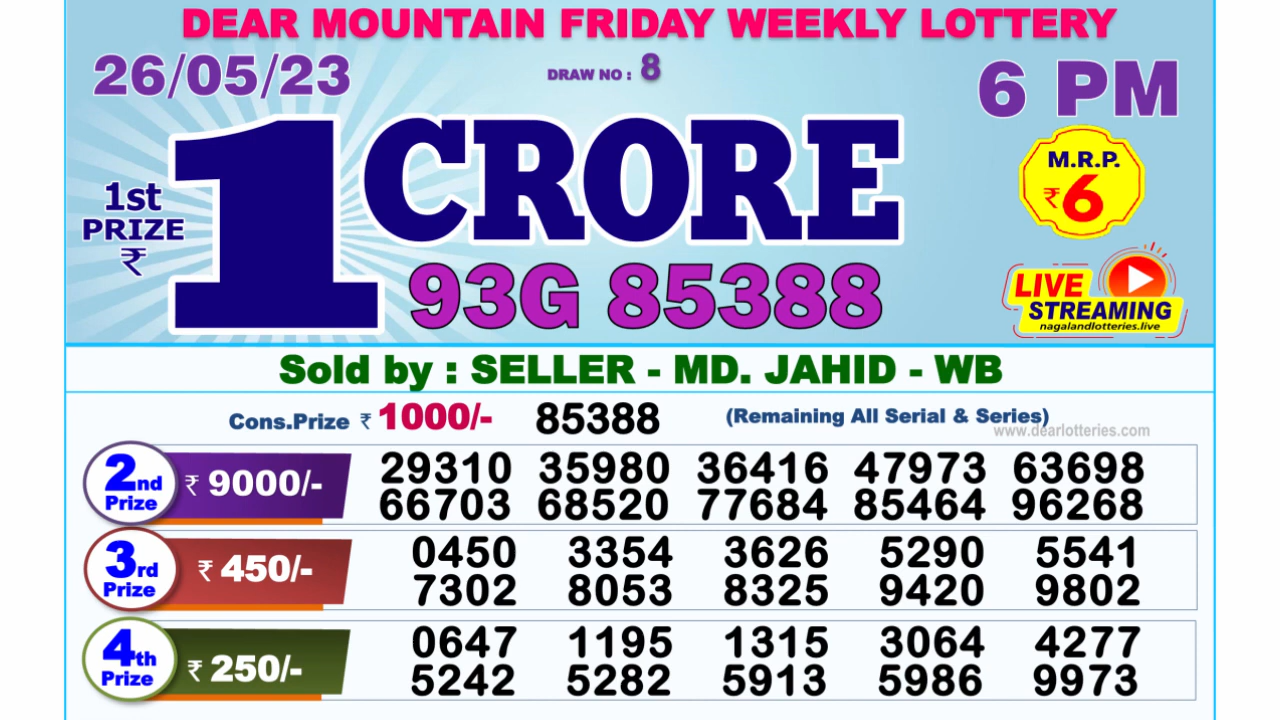 DEAR MOUNTAIN FRIDAY WEEKLY LOTTERY
26/05/23
DRAW NO : 8
6 PM
1st
PRIZE
₹
1 CRORE
93G 85388
M.R.P.
₹ 6
LIVE
STREAMING
nagalandlotteries.live
Sold by : SELLER - MD. JAHID - WB
Cons.Prize ₹ 1000/- 85388 (Remaining All Serial & Series)
www.dearlotteries.com
2nd Prize ₹ 9000/-
29310 35980 36416 47973 63698
66703 68520 77684 85464 96268
3rd Prize ₹ 450/-
0450 3354 3626 5290 5541
7302 8053 8325 9420 9802
4th Prize ₹ 250/-
0647 1195 1315 3064 4277
5242 5282 5913 5986 9973